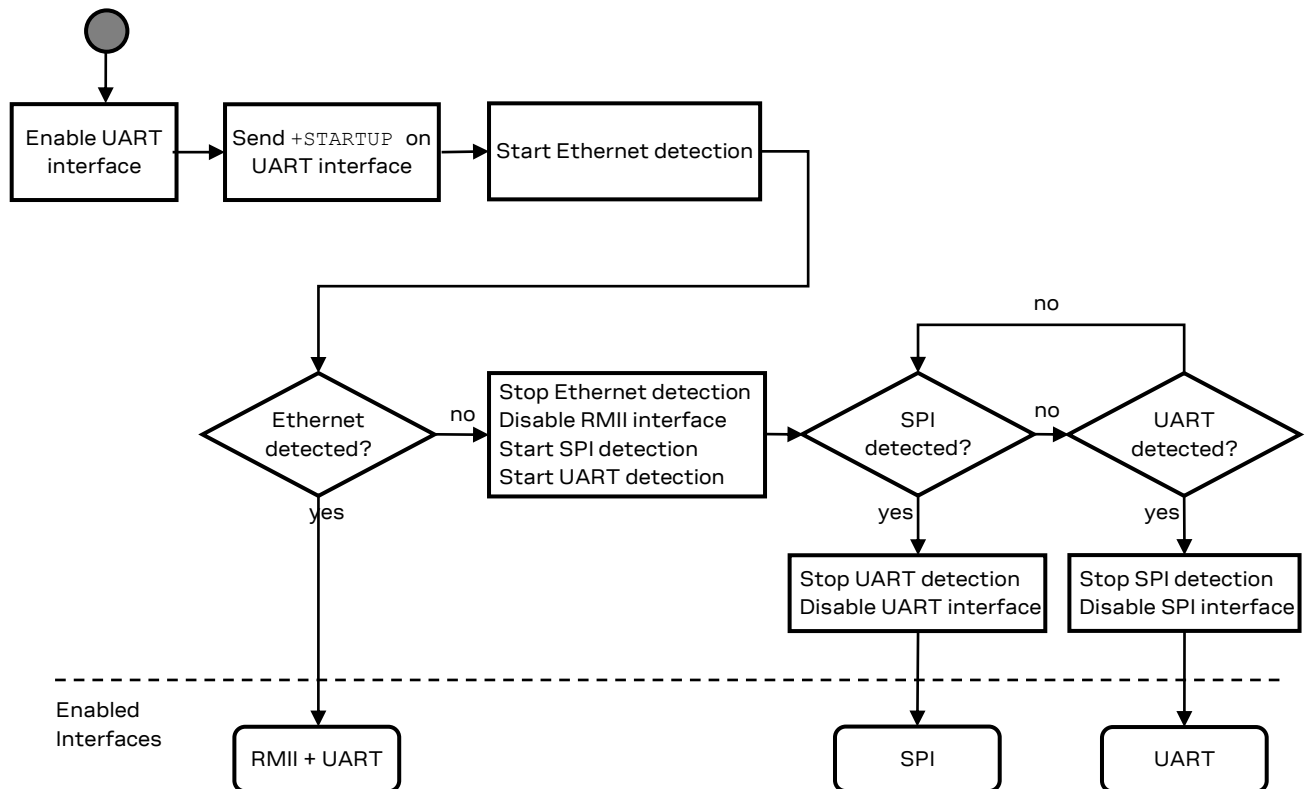 Enable UART
interface
Send +STARTUP on
UART interface
Start Ethernet detection
no
Ethernet
detected?
no
Stop Ethernet detection
Disable RMII interface
Start SPI detection
Start UART detection
SPI
detected?
no
UART
detected?
yes
yes
yes
Stop UART detection
Disable UART interface
Stop SPI detection
Disable SPI interface
Enabled
Interfaces
RMII + UART
SPI
UART